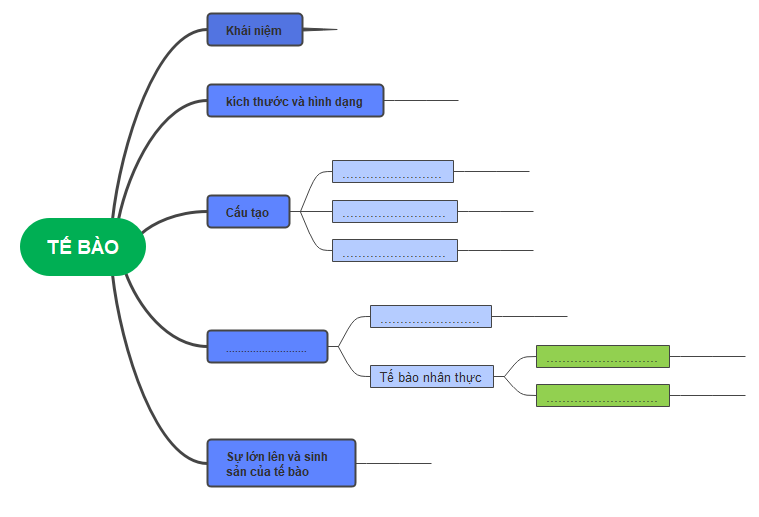 Khái niệm
kích thước và hình dạng
.........................
Cấu tạo
..........................
TẾ BÀO
..........................
.........................
...........................
Tế bào nhân thực
............................
............................
Sự lớn lên và sinh
sản của tế bào